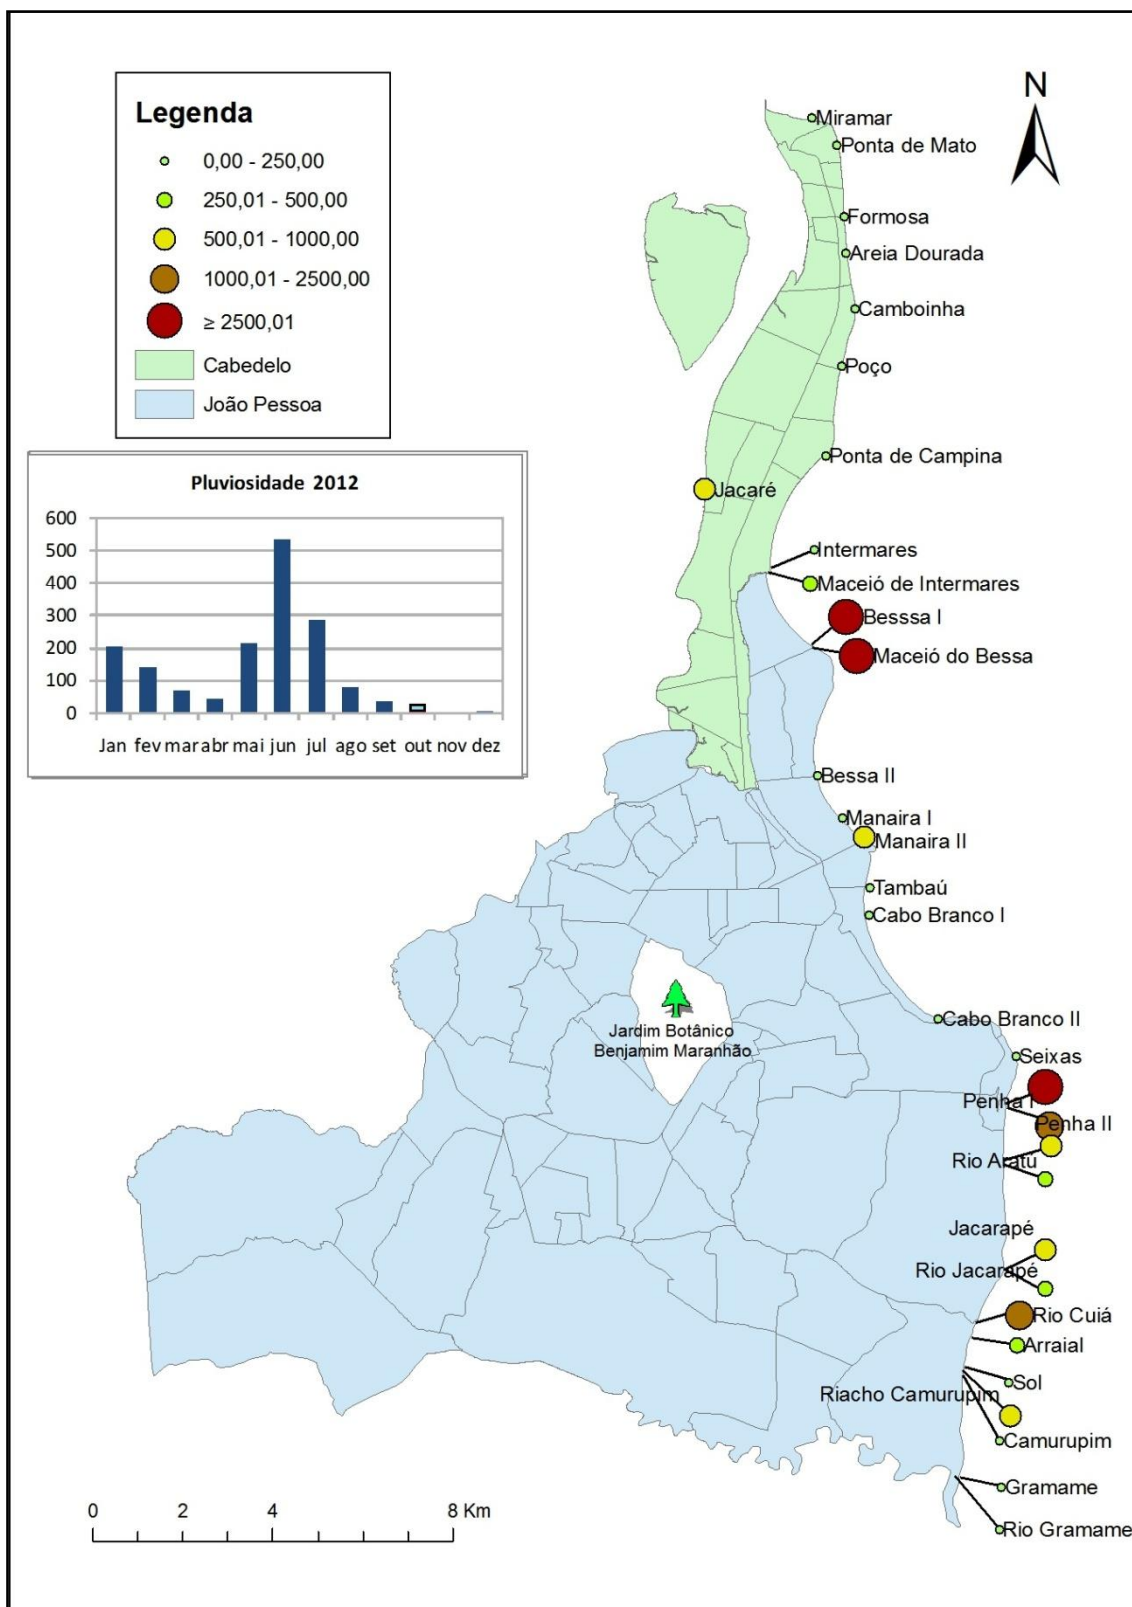 Legenda
0,00 - 250,00
250,01 - 500,00
500,01 - 1000,00
1000,01 - 2500,00
≥ 2500,01
Cabedelo
João Pessoa
N
Miramar
Ponta de Mato
Formosa
Areia Dourada
Camboinha
Poço
Ponta de Campina
Jacaré
Intermares
Maceió de Intermares
Besssa I
Maceió do Bessa
Pluviosidade 2012
600
500
400
300
200
100
0
Jan fev mar abr mai jun jul ago set out nov dez
Bessa II
Manaira I
Manaira II
Tambaú
Cabo Branco I
Jardim Botânico
Benjamim Maranhão
Cabo Branco II
Seixas
Penha I
Penha II
Rio Aratu
Jacarapé
Rio Jacarapé
Rio Cuiá
Arraial
Sol
Riacho Camurupim
Camurupim
Gramame
Rio Gramame
0 2 4 8 Km